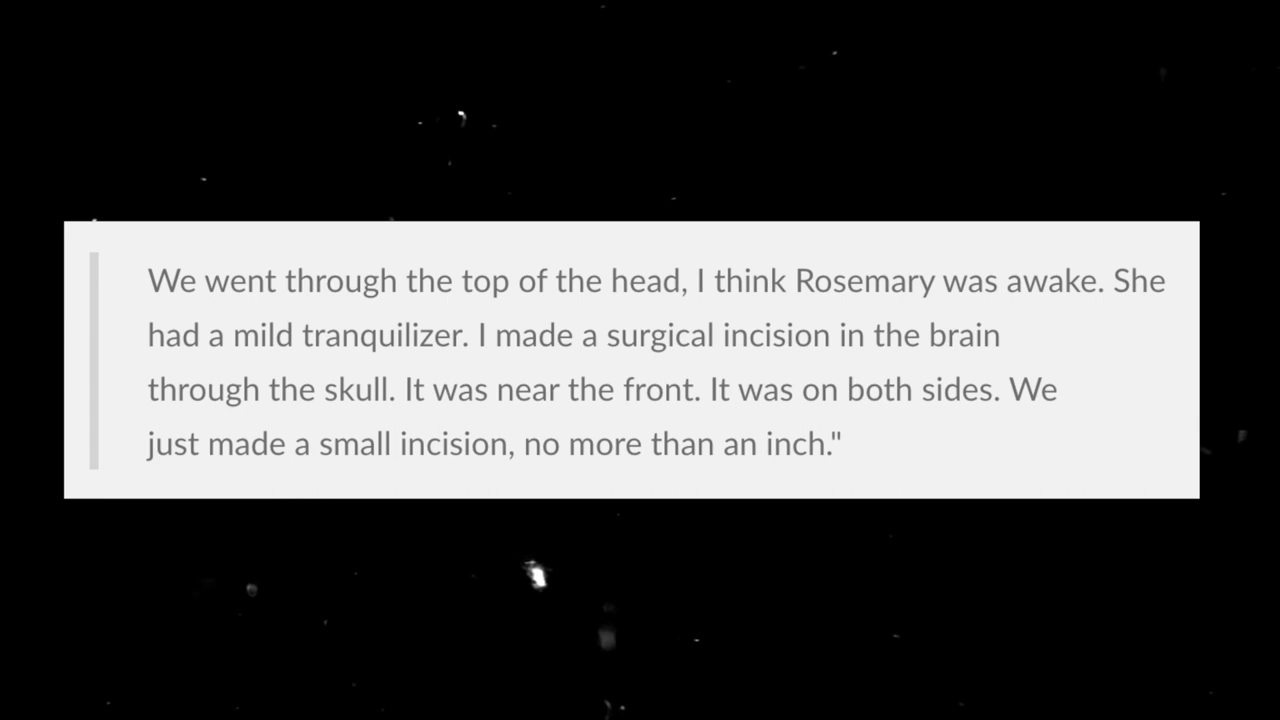 We went through the top of the head, I think Rosemary was awake. She
had a mild tranquilizer. I made a surgical incision in the brain
through the skull. It was near the front. It was on both sides. We
just made a small incision, no more than an inch."